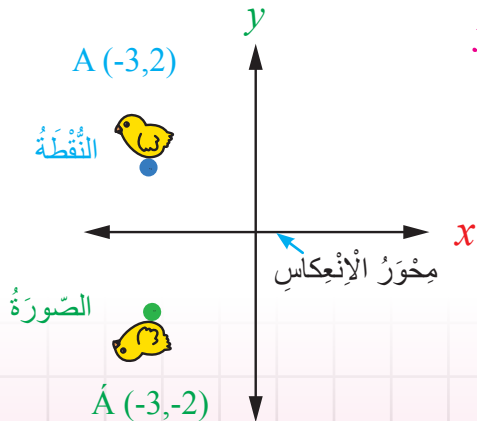 y
A (-3,2)
النُّقْطَةُ
x
مِحْوَرُ الْاِنْعِكاسِ
الصّورَةُ
Á (-3,-2)